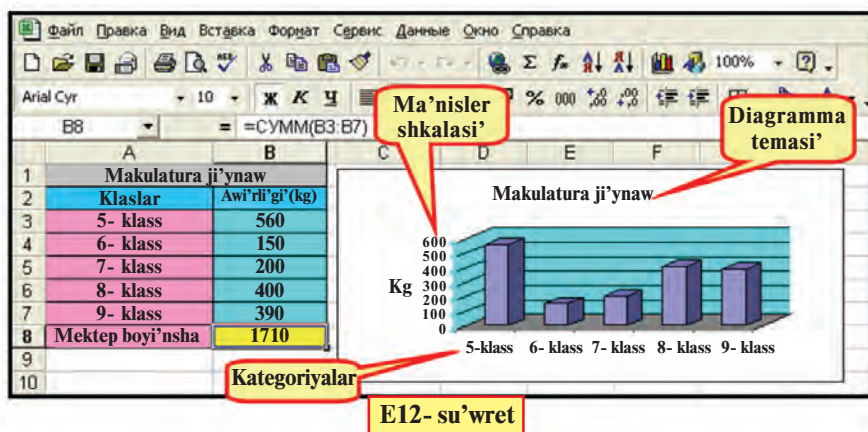 Файл Правка Вид Вставка Формат Сервис Данные Окно Справка
100%
Arial Cyr 10 Ж К Ч % 000
B8 = =СУММ(B3:B7)
Ma'nisler
shkalasi'
Diagramma
temasi'
A B C D E F
1 Makulatura ji'ynaw
2 Klaslar Awi'rli'gi'(kg)
3 5- klass 560
4 6- klass 150
5 7- klass 200
6 8- klass 400
7 9- klass 390
8 Mektep boyi'nsha 1710
9
10
Makulatura ji'ynaw
600
500
400
300
200
100
0
Kg
5-klass 6- klass 7- klass 8- klass 9- klass
Kategoriyalar
E12- su'wret